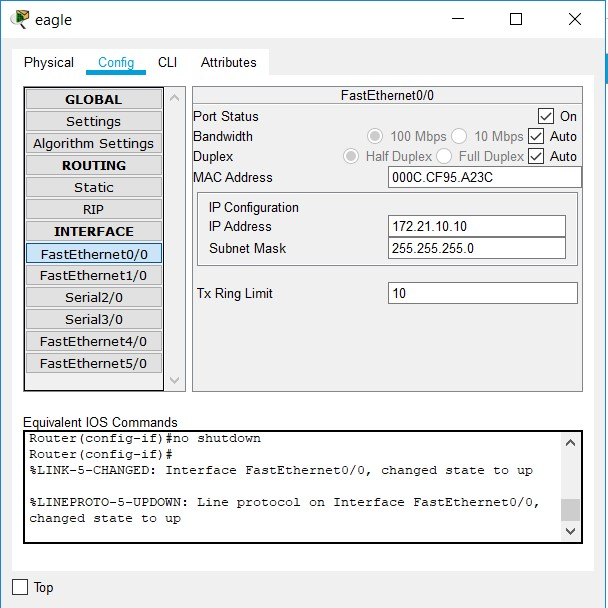 eagle
Physical Config CLI Attributes
GLOBAL
Settings
Algorithm Settings
ROUTING
Static
RIP
INTERFACE
FastEthernet0/0
FastEthernet1/0
Serial2/0
Serial3/0
FastEthernet4/0
FastEthernet5/0
FastEthernet0/0
Port Status On
Bandwidth 100 Mbps 10 Mbps Auto
Duplex Half Duplex Full Duplex Auto
MAC Address 000C.CF95.A23C
IP Configuration
IP Address 172.21.10.10
Subnet Mask 255.255.255.0
Tx Ring Limit 10
Equivalent IOS Commands
Router(config-if)#no shutdown
Router(config-if)#
%LINK-5-CHANGED: Interface FastEthernet0/0, changed state to up
%LINEPROTO-5-UPDOWN: Line protocol on Interface FastEthernet0/0,
changed state to up
Top